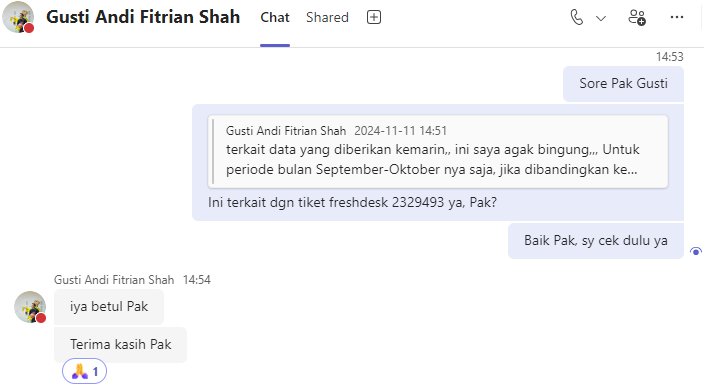 Gusti Andi Fitrian Shah Chat Shared
14:53
Sore Pak Gusti
Gusti Andi Fitrian Shah 2024-11-11 14:51
terkait data yang diberikan kemarin,, ini saya agak bingung,,, Untuk
periode bulan September-Oktober nya saja, jika dibandingkan ke...
Ini terkait dgn tiket freshdesk 2329493 ya, Pak?
Baik Pak, sy cek dulu ya
Gusti Andi Fitrian Shah 14:54
iya betul Pak
Terima kasih Pak
🙏 1